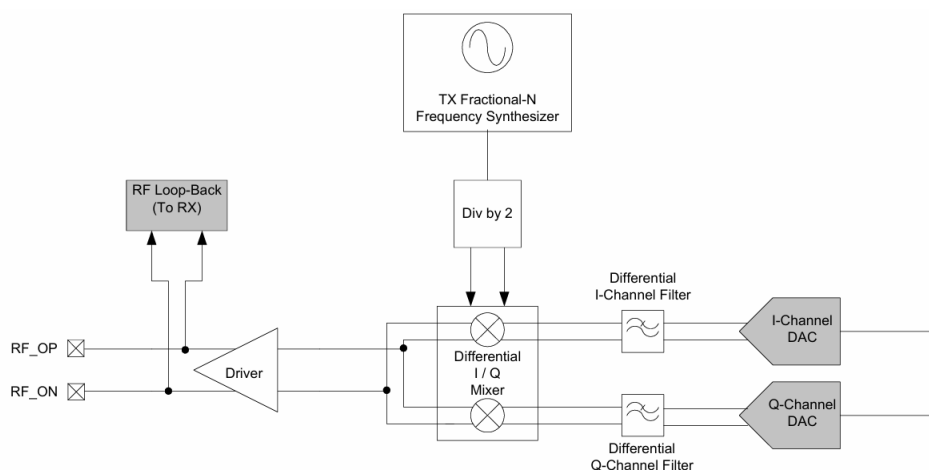 TX Fractional-N
Frequency Synthesizer
RF Loop-Back
(To RX)
Div by 2
Differential
I-Channel Filter
I-Channel
DAC
RF_OP
RF_ON
Driver
Differential
I / Q
Mixer
Q-Channel
DAC
Differential
Q-Channel Filter